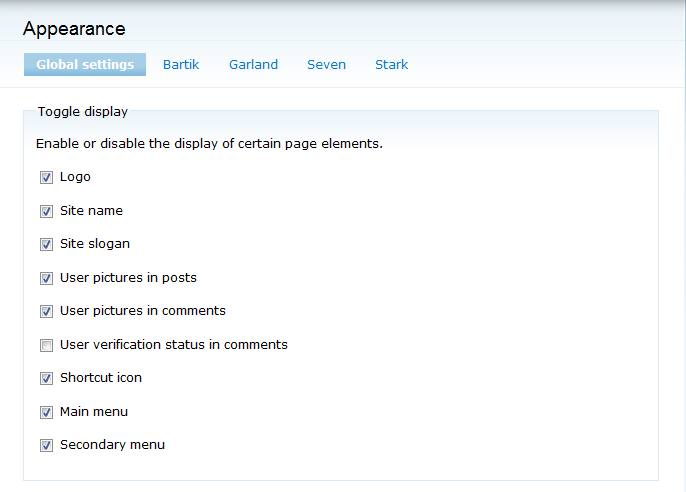 Appearance
Global settings Bartik Garland Seven Stark
Toggle display
Enable or disable the display of certain page elements.
Logo
Site name
Site slogan
User pictures in posts
User pictures in comments
User verification status in comments
Shortcut icon
Main menu
Secondary menu